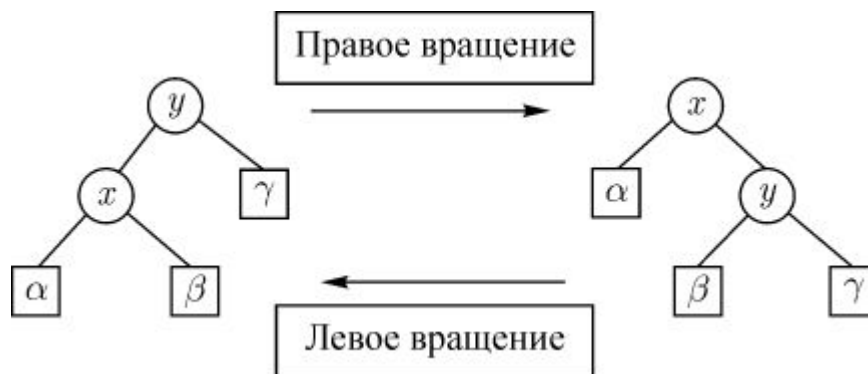 Правое вращение
y
x
x
γ
α
y
α
β
β
γ
Левое вращение